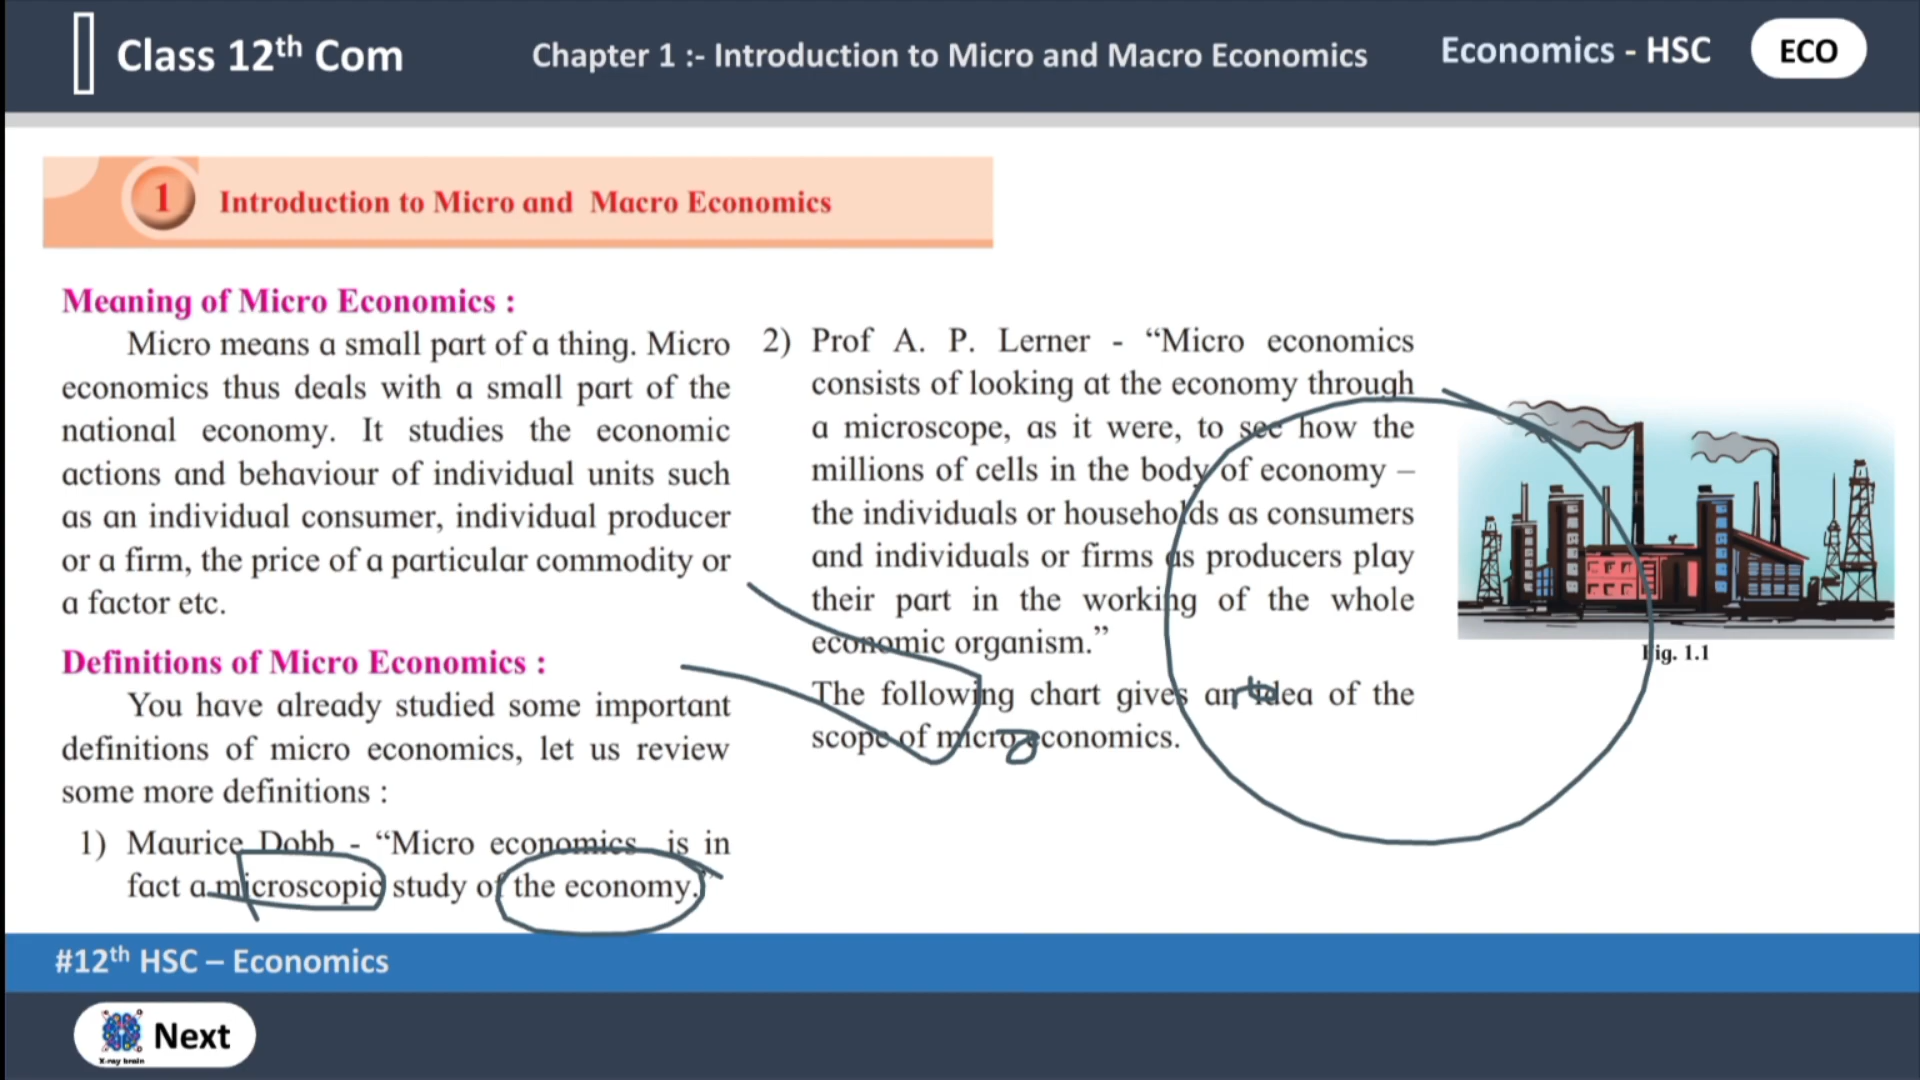 Class 12th Com
Chapter 1 :- Introduction to Micro and Macro Economics
Economics - HSC
ECO
1
Introduction to Micro and Macro Economics
Meaning of Micro Economics :
Micro means a small part of a thing. Micro
economics thus deals with a small part of the
national economy. It studies the economic
actions and behaviour of individual units such
as an individual consumer, individual producer
or a firm, the price of a particular commodity or
a factor etc.
Definitions of Micro Economics :
You have already studied some important
definitions of micro economics, let us review
some more definitions :
1) Maurice Dobb - “Micro economics is in
fact a microscopic study of the economy.”
2) Prof A. P. Lerner - “Micro economics
consists of looking at the economy through
a microscope, as it were, to see how the
millions of cells in the body of economy –
the individuals or households as consumers
and individuals or firms as producers play
their part in the working of the whole
economic organism.”
The following chart gives an idea of the
scope of micro economics.
Fig. 1.1
#12th HSC – Economics
X-ray brain
Next